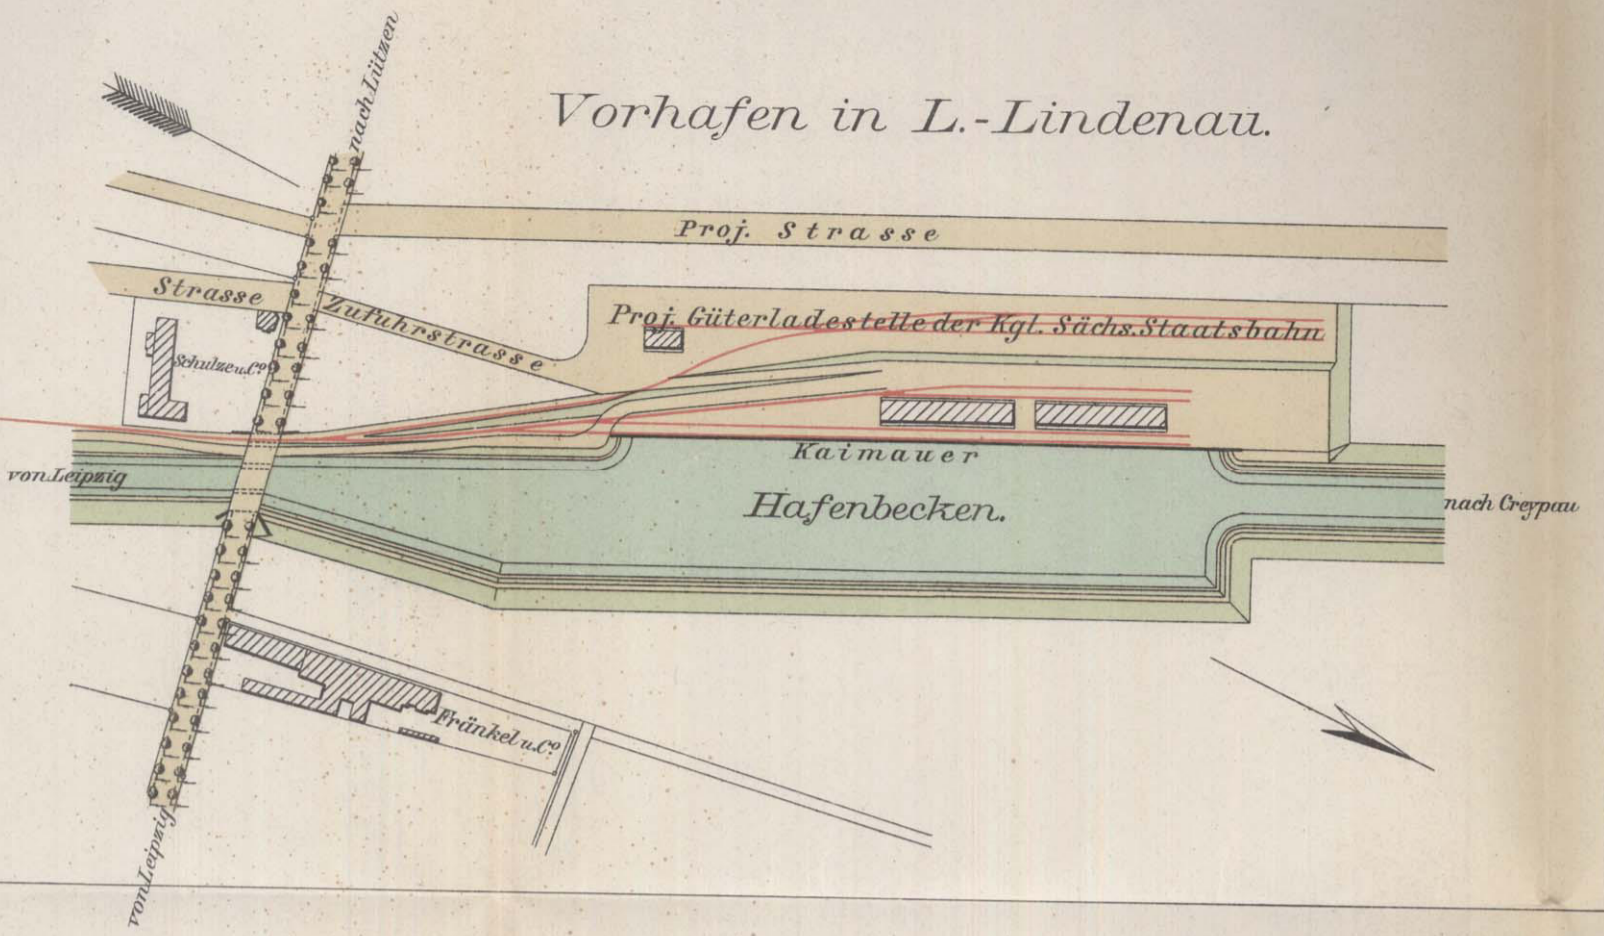 nach Lützen
Vorhafen in L.-Lindenau.
Proj. Strasse
Strasse
Zufuhrstrasse
Proj. Güterladestelle der Kgl. Sächs. Staatsbahn
Schulze u. Cº
Kaimauer
von Leipzig
Hafenbecken.
nach Creypau
Fränkel u. Cº
von Leipzig